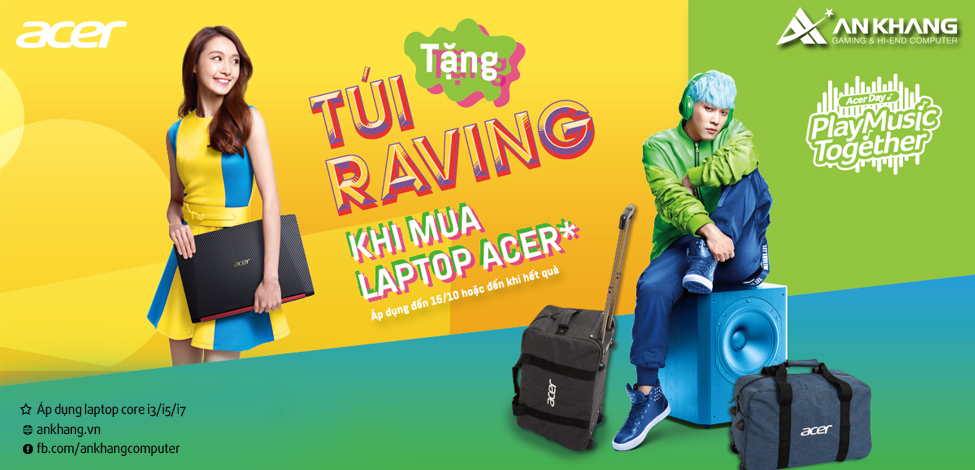 acer
AN KHANG
GAMING & HI-END COMPUTER
Tặng
TÚI
RAVING
KHI MUA
LAPTOP ACER*
Áp dụng đến 15/10 hoặc đến khi hết quà
Acer Day
Play Music
Together
acer
acer
acer
Áp dụng laptop core i3/i5/i7
ankhang.vn
fb.com/ankhangcomputer